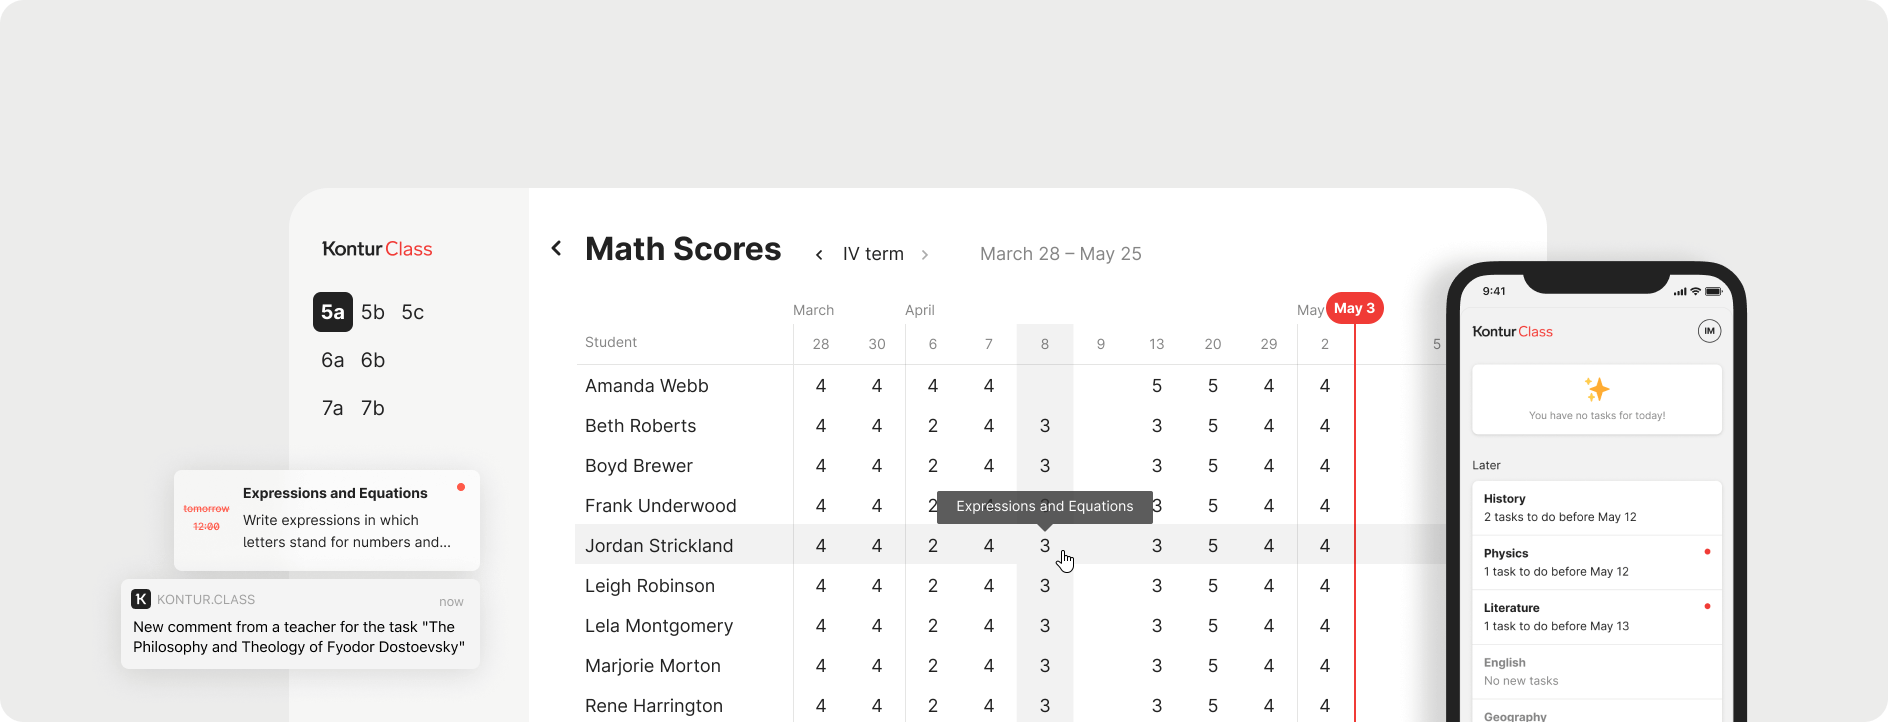 Kontur Class
5a 5b 5c
6a 6b
7a 7b
tomorrow
12:00
Expressions and Equations
Write expressions in which
letters stand for numbers and...
KONTUR.CLASS now
New comment from a teacher for the task "The
Philosophy and Theology of Fyodor Dostoevsky"
Math Scores IV term March 28 – May 25
March April May May 3
Student 28 30 6 7 8 9 13 20 29 2 5
Amanda Webb 4 4 4 4 5 5 4 4
Beth Roberts 4 4 2 4 3 3 5 4 4
Boyd Brewer 4 4 2 4 3 3 5 4 4
Frank Underwood 4 4 2 3 5 4 4
Expressions and Equations
Jordan Strickland 4 4 2 4 3 3 5 4 4
Leigh Robinson 4 4 2 4 3 3 5 4 4
Lela Montgomery 4 4 2 4 3 3 5 4 4
Marjorie Morton 4 4 2 4 3 3 5 4 4
Rene Harrington 4 4 2 4 3 3 5 4 4
9:41
Kontur Class IM
You have no tasks for today!
Later
History
2 tasks to do before May 12
Physics
1 task to do before May 12
Literature
1 task to do before May 13
English
No new tasks
Geography